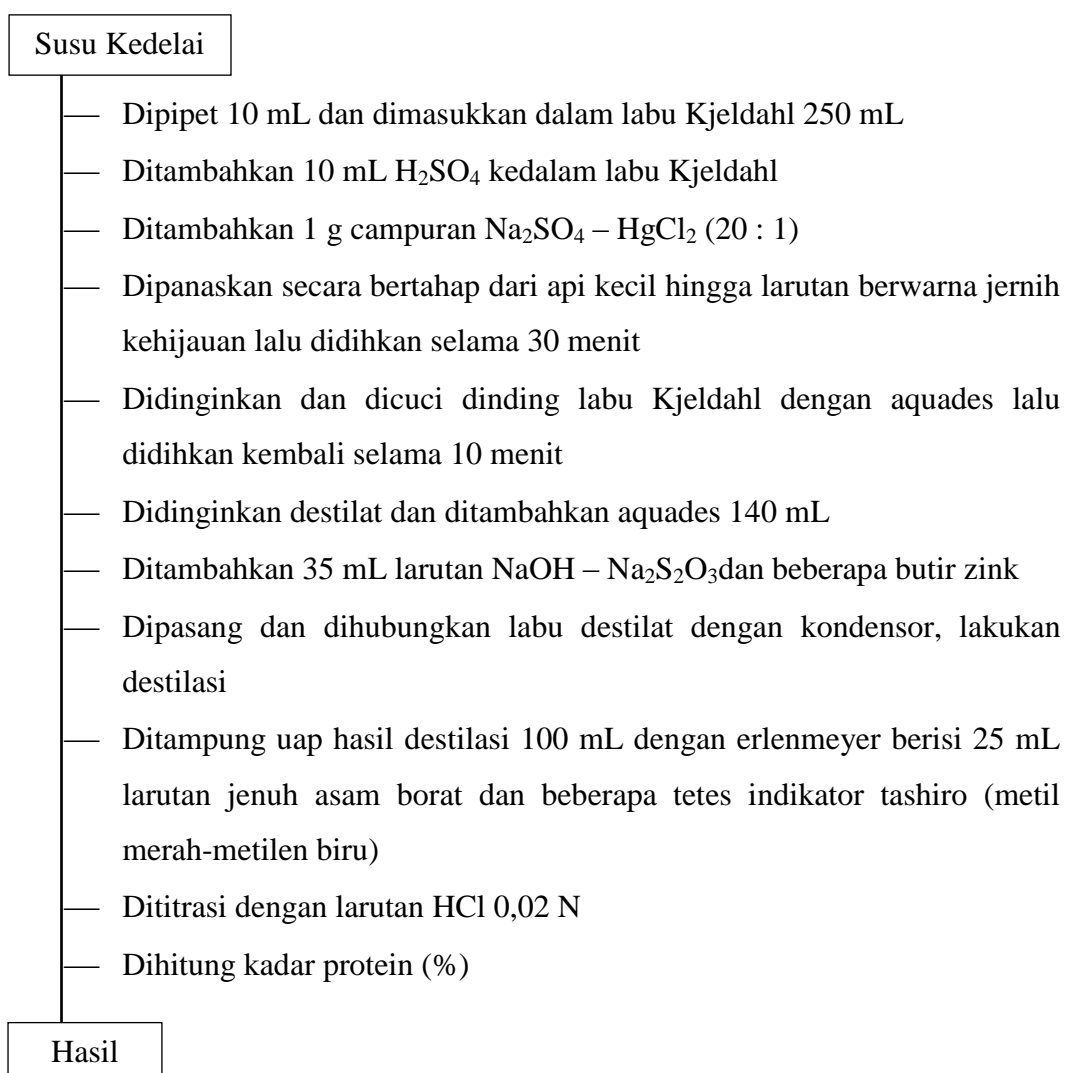 Susu Kedelai
Dipipet 10 mL dan dimasukkan dalam labu Kjeldahl 250 mL
Ditambahkan 10 mL H₂SO₄ kedalam labu Kjeldahl
Ditambahkan 1 g campuran Na₂SO₄ – HgCl₂ (20 : 1)
Dipanaskan secara bertahap dari api kecil hingga larutan berwarna jernih
kehijauan lalu didihkan selama 30 menit
Didinginkan dan dicuci dinding labu Kjeldahl dengan aquades lalu
didihkan kembali selama 10 menit
Didinginkan destilat dan ditambahkan aquades 140 mL
Ditambahkan 35 mL larutan NaOH – Na₂S₂O₃dan beberapa butir zink
Dipasang dan dihubungkan labu destilat dengan kondensor, lakukan
destilasi
Ditampung uap hasil destilasi 100 mL dengan erlenmeyer berisi 25 mL
larutan jenuh asam borat dan beberapa tetes indikator tashiro (metil
merah-metilen biru)
Dititrasi dengan larutan HCl 0,02 N
Dihitung kadar protein (%)
Hasil